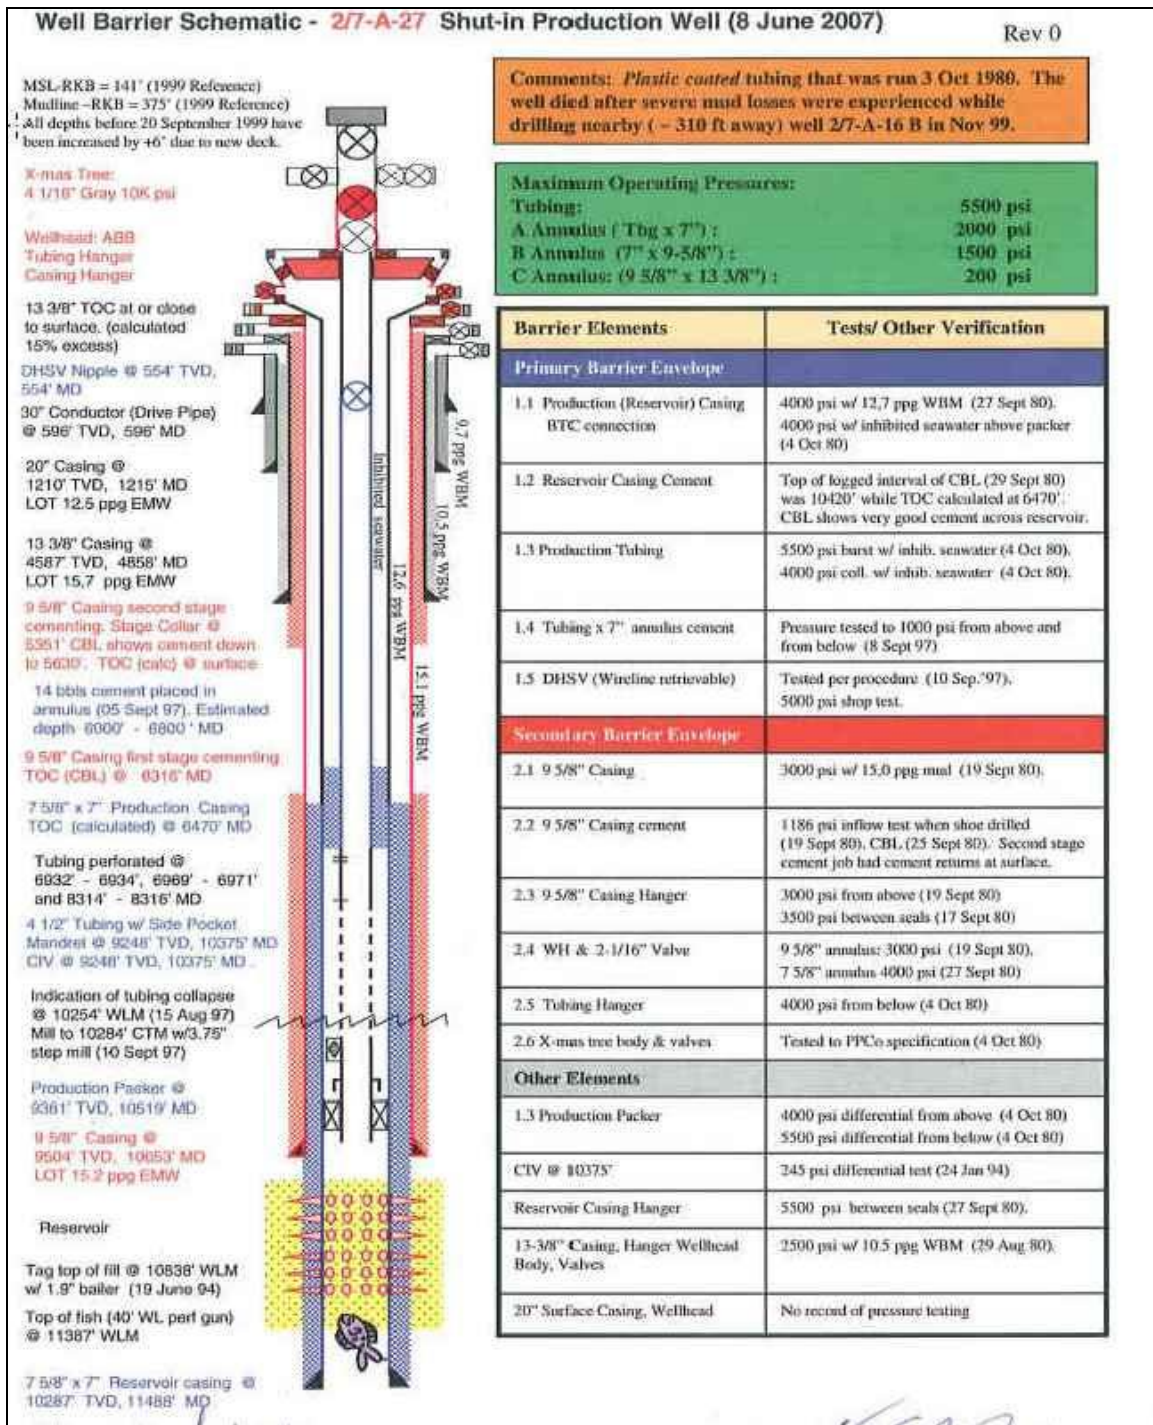 Well Barrier Schematic - 2/7-A-27 Shut-in Production Well (8 June 2007)
Rev 0
MSL-RKB = 141' (1999 Reference)
Mudline –RKB = 375' (1999 Reference)
All depths before 20 September 1999 have
been increased by +6" due to new deck.
X-mas Tree:
4 1/16" Gray 10K psi
Wellhead: ABB
Tubing Hanger
Casing Hanger
13 3/8" TOC at or close
to surface. (calculated
15% excess)
DHSV Nipple @ 554' TVD,
554' MD
30" Conductor (Drive Pipe)
@ 596' TVD, 596' MD
20" Casing @
1210' TVD, 1215' MD
LOT 12.5 ppg EMW
13 3/8" Casing @
4587' TVD, 4858' MD
LOT 15,7 ppg EMW
9 5/8" Casing second stage
cementing. Stage Collar @
5351' CBL shows cement down
to 5630'. TOC (calc) @ surface
14 bbls cement placed in
annulus (05 Sept 97). Estimated
depth 6000' - 6800 ' MD
9 5/8" Casing first stage cementing
TOC (CBL) @ 6316' MD
7 5/8" x 7" Production Casing
TOC (calculated) @ 6470' MD
Tubing perforated @
6932' - 6934', 6969' - 6971'
and 8314' - 8316' MD
4 1/2" Tubing w/ Side Pocket
Mandrel @ 9248' TVD, 10375' MD
CIV @ 9248' TVD, 10375' MD .
Indication of tubing collapse
@ 10254' WLM (15 Aug 97)
Mill to 10284' CTM w/3.75"
step mill (10 Sept 97)
Production Packer @
9361' TVD, 10519' MD
9 5/8" Casing @
9504' TVD, 10653' MD
LOT 15.2 ppg EMW
Reservoir
Tag top of fill @ 10838' WLM
w/ 1.9" bailer (19 June 94)
Top of fish (40' WL perf gun)
@ 11387' WLM
7 5/8" x 7" Reservoir casing @
10287' TVD, 11488' MD
Inhibited seawater
9.7 ppg WBM
10.5 ppg WBM
12.6 ppg WBM
15.1 ppg WBM
Comments: Plastic coated tubing that was run 3 Oct 1980. The
well died after severe mud losses were experienced while
drilling nearby ( ~ 310 ft away) well 2/7-A-16 B in Nov 99.
Maximum Operating Pressures:
Tubing: 5500 psi
A Annulus ( Tbg x 7") : 2000 psi
B Annulus (7" x 9-5/8") : 1500 psi
C Annulus: (9 5/8" x 13 3/8") : 200 psi
Barrier Elements Tests/ Other Verification
Primary Barrier Envelope
1.1 Production (Reservoir) Casing 4000 psi w/ 12,7 ppg WBM (27 Sept 80).
BTC connection 4000 psi w/ inhibited seawater above packer
(4 Oct 80)
1.2 Reservoir Casing Cement Top of logged interval of CBL (29 Sept 80)
was 10420' while TOC calculated at 6470'.
CBL shows very good cement across reservoir.
1.3 Production Tubing 5500 psi burst w/ inhib. seawater (4 Oct 80).
4000 psi coll. w/ inhib. seawater (4 Oct 80).
1.4 Tubing x 7" annulus cement Pressure tested to 1000 psi from above and
from below (8 Sept 97)
1.5 DHSV (Wireline retrievable) Tested per procedure (10 Sep.'97).
5000 psi shop test.
Secondary Barrier Envelope
2.1 9 5/8" Casing 3000 psi w/ 15,0 ppg mud (19 Sept 80).
2.2 9 5/8" Casing cement 1186 psi inflow test when shoe drilled
(19 Sept 80). CBL (25 Sept 80). Second stage
cement job had cement returns at surface.
2.3 9 5/8" Casing Hanger 3000 psi from above (19 Sept 80)
3500 psi between seals (17 Sept 80)
2.4 WH & 2-1/16" Valve 9 5/8" annulus: 3000 psi (19 Sept 80).
7 5/8" annulus 4000 psi (27 Sept 80)
2.5 Tubing Hanger 4000 psi from below (4 Oct 80)
2.6 X-mas tree body & valves Tested to PPCo specification (4 Oct 80)
Other Elements
1.3 Production Packer 4000 psi differential from above (4 Oct 80)
5500 psi differential from below (4 Oct 80)
CIV @ 10375' 245 psi differential test (24 Jan 94)
Reservoir Casing Hanger 5500 psi between seals (27 Sept 80).
13-3/8" Casing, Hanger Wellhead 2500 psi w/ 10.5 ppg WBM (29 Aug 80).
Body, Valves
20" Surface Casing, Wellhead No record of pressure testing